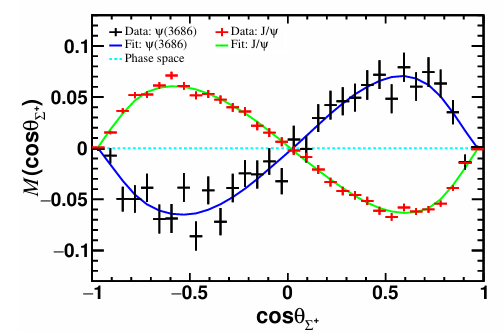 Data: ψ(3686) Data: J/ψ
Fit: ψ(3686) Fit: J/ψ
Phase space
0.1
0.05
0
−0.05
−0.1
M(cosθΣ⁺)
−1 −0.5 0 0.5 1
cosθΣ⁺